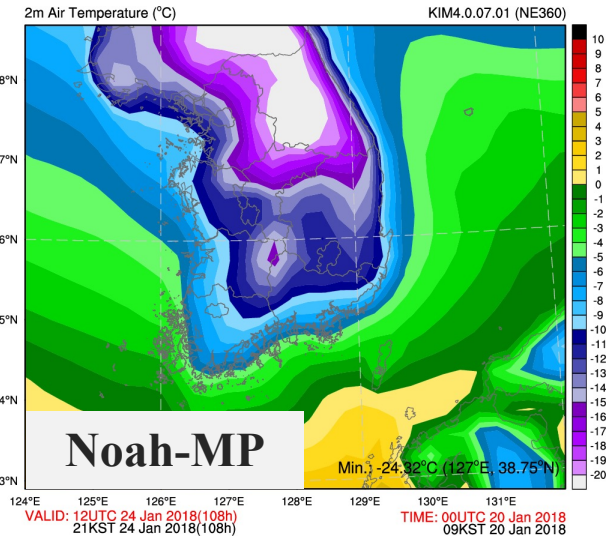 2m Air Temperature (°C) KIM4.0.07.01 (NE360)
10
9
8
7
6
5
4
3
2
1
0
-1
-2
-3
-4
-5
-6
-7
-8
-9
-10
-11
-12
-13
-14
-15
-16
-17
-18
-19
-20
8°N
7°N
6°N
5°N
4°N
3°N
Noah-MP
Min.: -24.32°C (127°E, 38.75°N)
124°E 125°E 126°E 127°E 128°E 129°E 130°E 131°E
VALID: 12UTC 24 Jan 2018(108h) TIME: 00UTC 20 Jan 2018
21KST 24 Jan 2018(108h) 09KST 20 Jan 2018